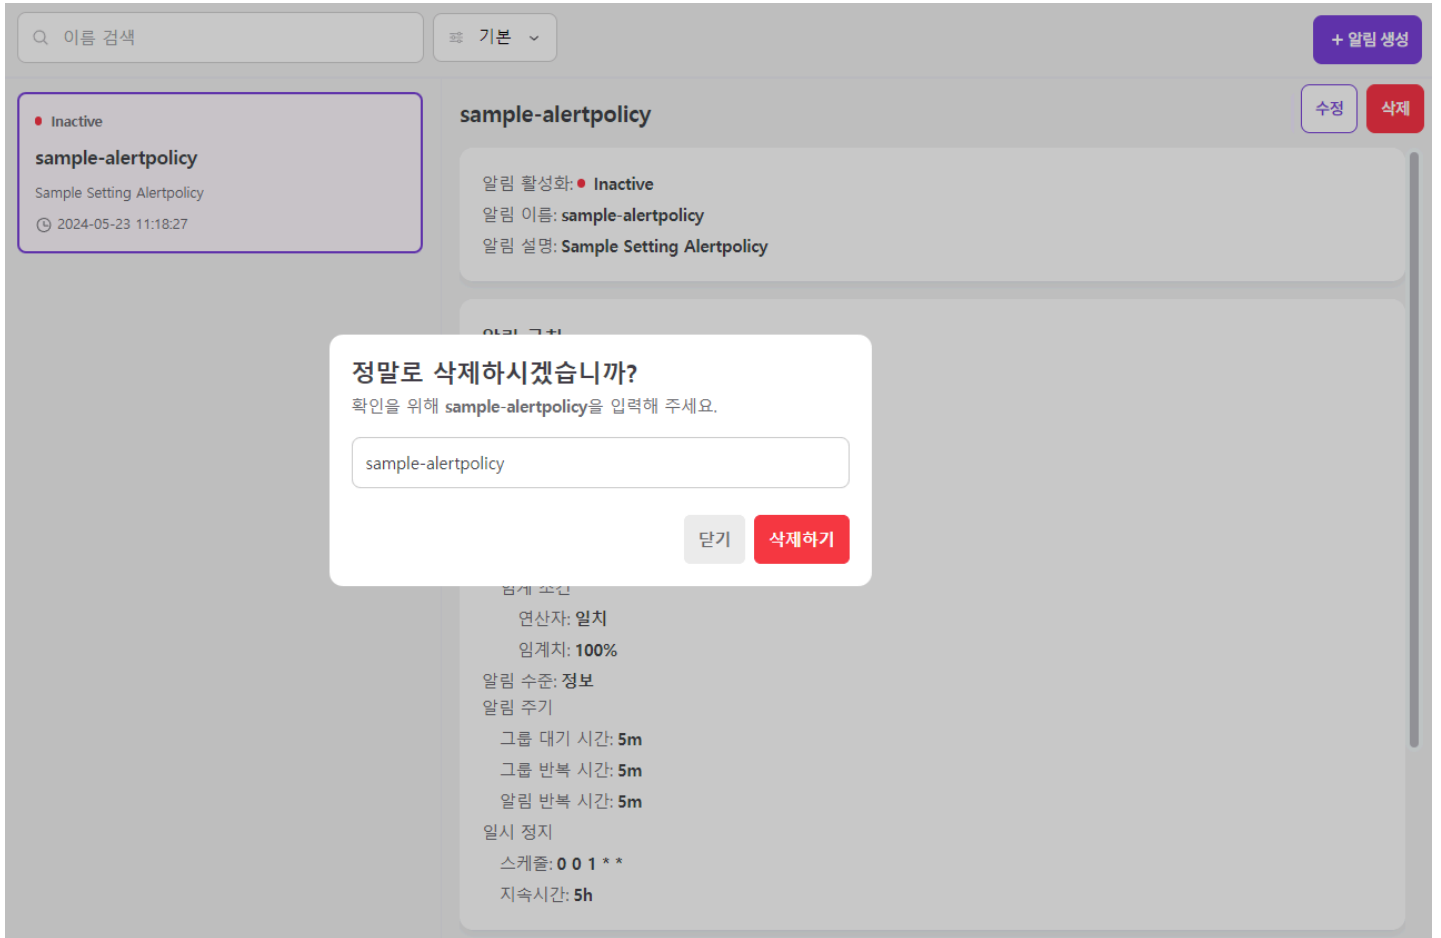 이름 검색
기본
+ 알림 생성
Inactive
sample-alertpolicy
Sample Setting Alertpolicy
2024-05-23 11:18:27
sample-alertpolicy
수정
삭제
알림 활성화: Inactive
알림 이름: sample-alertpolicy
알림 설명: Sample Setting Alertpolicy
정말로 삭제하시겠습니까?
확인을 위해 sample-alertpolicy을 입력해 주세요.
sample-alertpolicy
닫기
삭제하기
임계 조건
연산자: 일치
임계치: 100%
알림 수준: 정보
알림 주기
그룹 대기 시간: 5m
그룹 반복 시간: 5m
알림 반복 시간: 5m
일시 정지
스케줄: 0 0 1 * *
지속시간: 5h